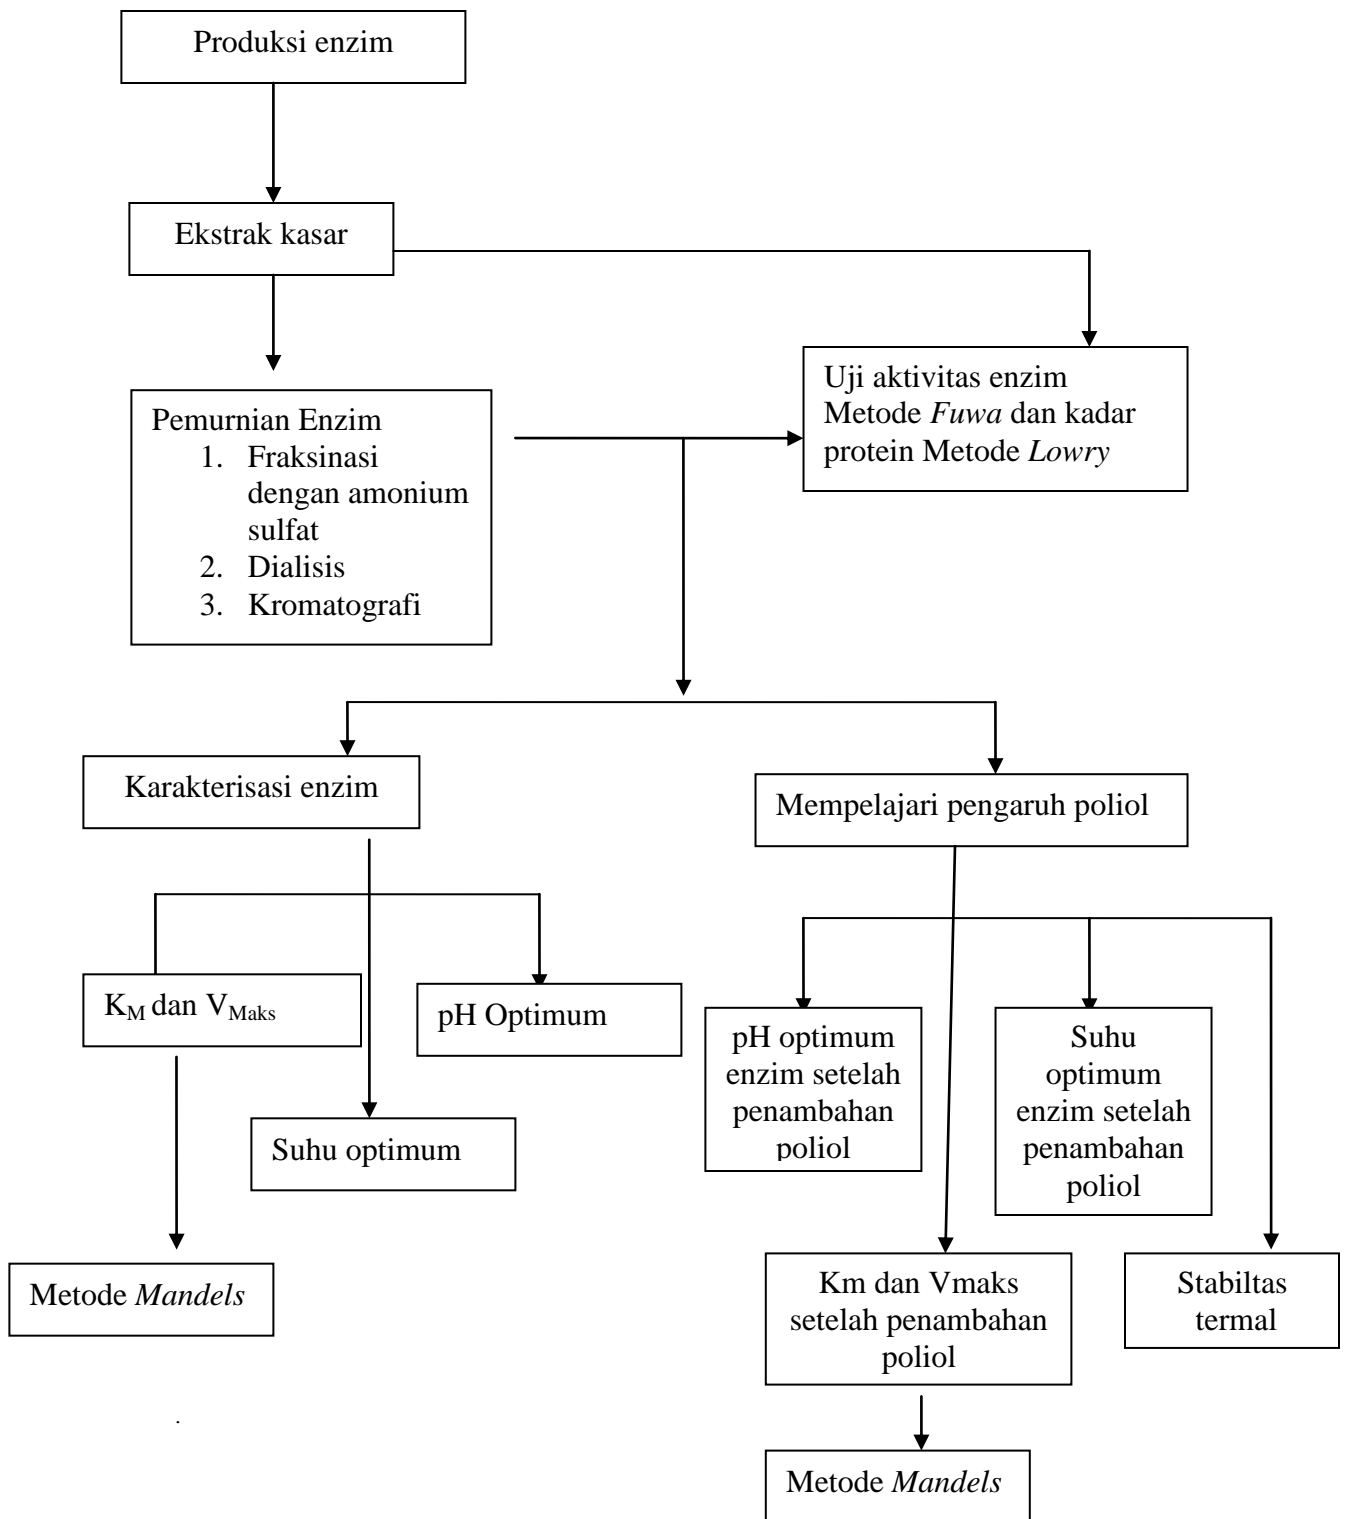 Produksi enzim
Ekstrak kasar
Uji aktivitas enzim
Metode Fuwa dan kadar
protein Metode Lowry
Pemurnian Enzim
1. Fraksinasi
dengan amonium
sulfat
2. Dialisis
3. Kromatografi
Karakterisasi enzim
Mempelajari pengaruh poliol
KM dan VMaks
pH Optimum
Suhu optimum
Metode Mandels
pH optimum
enzim setelah
penambahan
poliol
Suhu
optimum
enzim setelah
penambahan
poliol
Km dan Vmaks
setelah penambahan
poliol
Stabiltas
termal
Metode Mandels